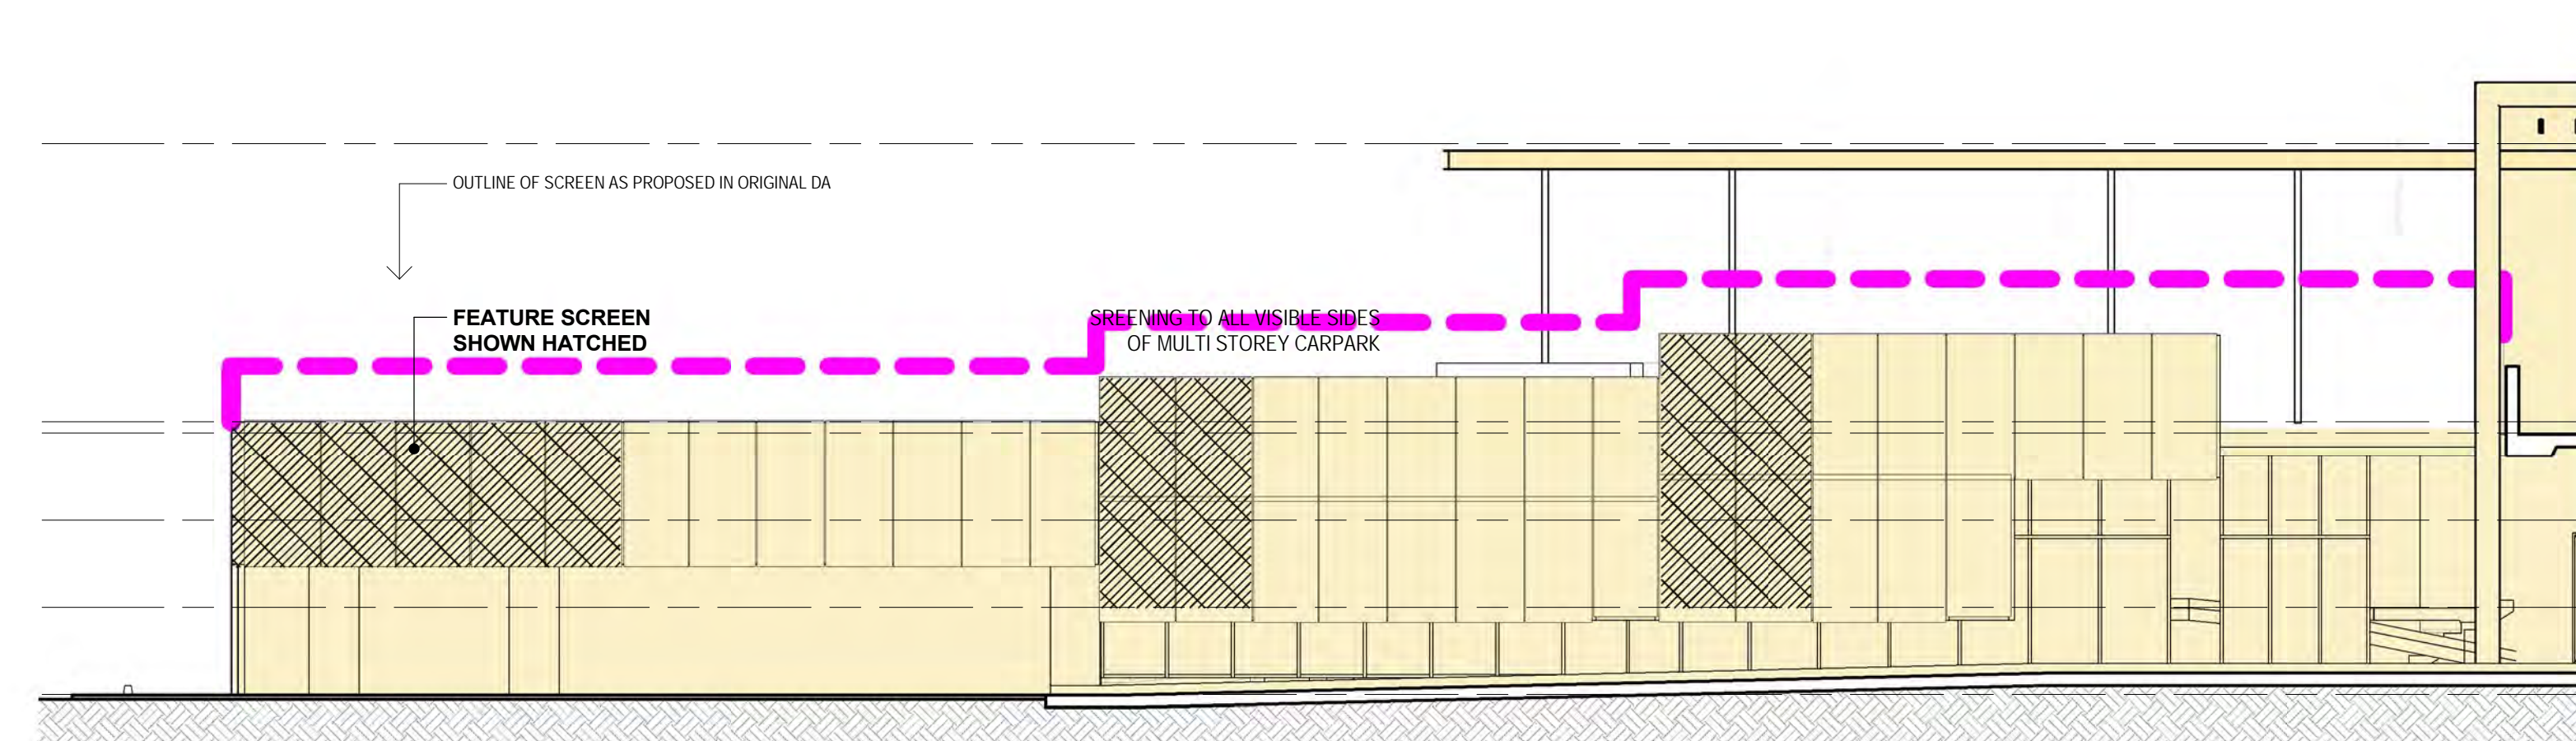 OUTLINE OF SCREEN AS PROPOSED IN ORIGINAL DA
FEATURE SCREEN
SHOWN HATCHED
SREENING TO ALL VISIBLE SIDES
OF MULTI STOREY CARPARK